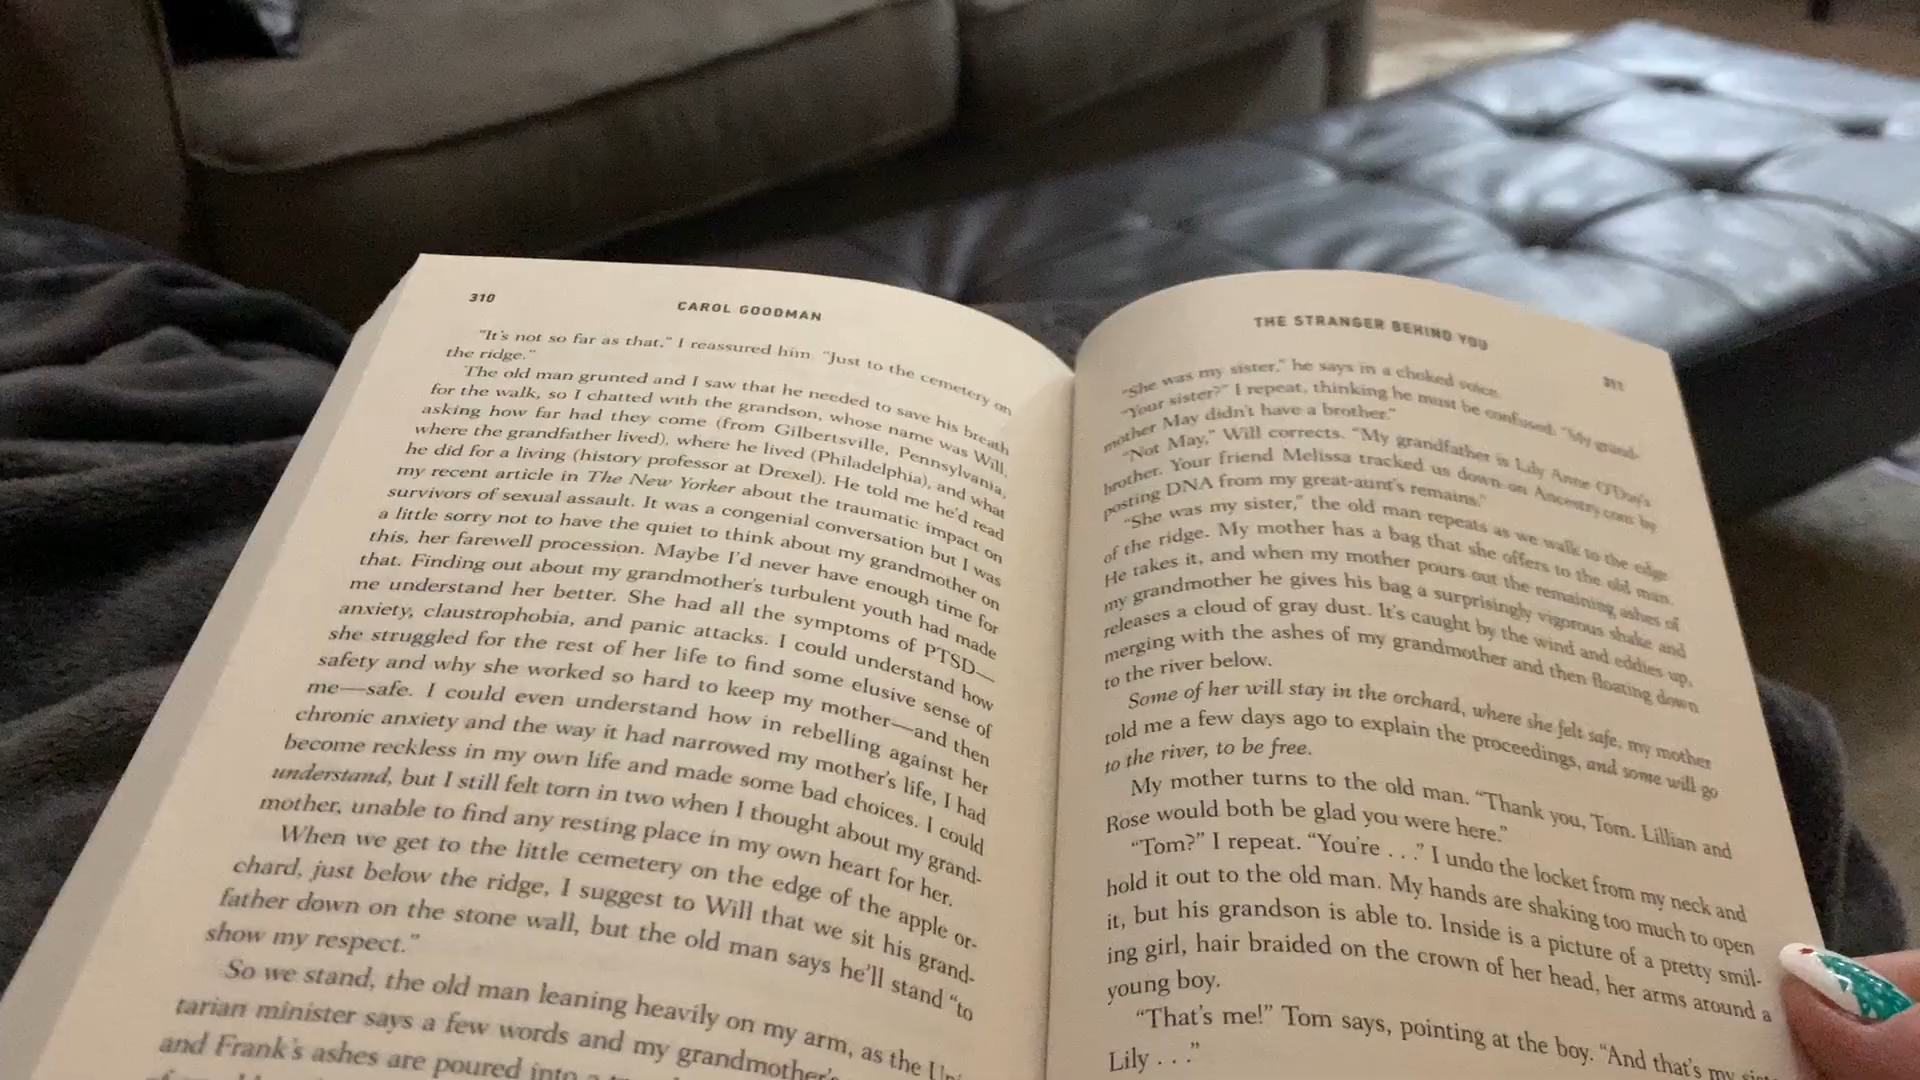 310
CAROL GOODMAN
"It's not so far as that," I reassured him. "Just to the cemetery on
the ridge."
The old man grunted and I saw that he needed to save his breath
for the walk, so I chatted with the grandson, whose name was Will,
asking how far had they come (from Gilbertsville, Pennsylvania,
where the grandfather lived), where he lived (Philadelphia), and what
he did for a living (history professor at Drexel). He told me he'd read
my recent article in The New Yorker about the traumatic impact on
survivors of sexual assault. It was a congenial conversation but I was
a little sorry not to have the quiet to think about my grandmother on
this, her farewell procession. Maybe I'd never have enough time for
that. Finding out about my grandmother's turbulent youth had made
me understand her better. She had all the symptoms of PTSD—
anxiety, claustrophobia, and panic attacks. I could understand how
she struggled for the rest of her life to find some elusive sense of
safety and why she worked so hard to keep my mother—and then
me—safe. I could even understand how in rebelling against her
chronic anxiety and the way it had narrowed my mother's life, I had
become reckless in my own life and made some bad choices. I could
understand, but I still felt torn in two when I thought about my grand-
mother, unable to find any resting place in my own heart for her.
When we get to the little cemetery on the edge of the apple or-
chard, just below the ridge, I suggest to Will that we sit his grand-
father down on the stone wall, but the old man says he'll stand "to
show my respect."
So we stand, the old man leaning heavily on my arm, as the Uni-
tarian minister says a few words and my grandmother's
and Frank's ashes are poured into a
THE STRANGER BEHIND YOU
311
"She was my sister," he says in a choked voice.
"Your sister?" I repeat, thinking he must be confused. "My grand-
mother May didn't have a brother."
"Not May," Will corrects. "My grandfather is Lily Anne O'Day's
brother. Your friend Melissa tracked us down on Ancestry.com by
posting DNA from my great-aunt's remains."
"She was my sister," the old man repeats as we walk to the edge
of the ridge. My mother has a bag that she offers to the old man.
He takes it, and when my mother pours out the remaining ashes of
my grandmother he gives his bag a surprisingly vigorous shake and
releases a cloud of gray dust. It's caught by the wind and eddies up,
merging with the ashes of my grandmother and then floating down
to the river below.
Some of her will stay in the orchard, where she felt safe, my mother
told me a few days ago to explain the proceedings, and some will go
to the river, to be free.
My mother turns to the old man. "Thank you, Tom. Lillian and
Rose would both be glad you were here."
"Tom?" I repeat. "You're . . ." I undo the locket from my neck and
hold it out to the old man. My hands are shaking too much to open
it, but his grandson is able to. Inside is a picture of a pretty smil-
ing girl, hair braided on the crown of her head, her arms around a
young boy.
"That's me!" Tom says, pointing at the boy. "And that's my
Lily . . ."